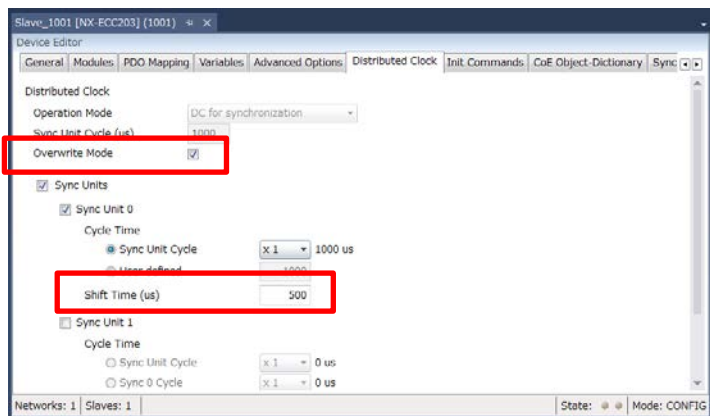 Slave_1001 [NX-ECC203] (1001)
Device Editor
General Modules PDO Mapping Variables Advanced Options Distributed Clock Init Commands CoE Object-Dictionary Sync
Distributed Clock
Operation Mode DC for synchronization
Sync Unit Cycle (us) 1000
Overwrite Mode
Sync Units
Sync Unit 0
Cycle Time
Sync Unit Cycle x 1 1000 us
User defined 1000
Shift Time (us) 500
Sync Unit 1
Cycle Time
Sync Unit Cycle x 1 0 us
Sync 0 Cycle x 1 0 us
Networks: 1 Slaves: 1 State: Mode: CONFIG